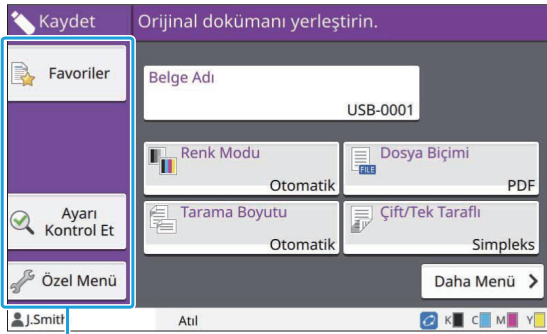 Kaydet
Orijinal dokümanı yerleştirin.
Favoriler
Belge Adı
USB-0001
Renk Modu
Otomatik
Dosya Biçimi
FILE
PDF
Tarama Boyutu
Otomatik
Çift/Tek Taraflı
Simpleks
Ayarı
Kontrol Et
Özel Menü
Daha Menü
J.Smith
Atıl
K C M Y